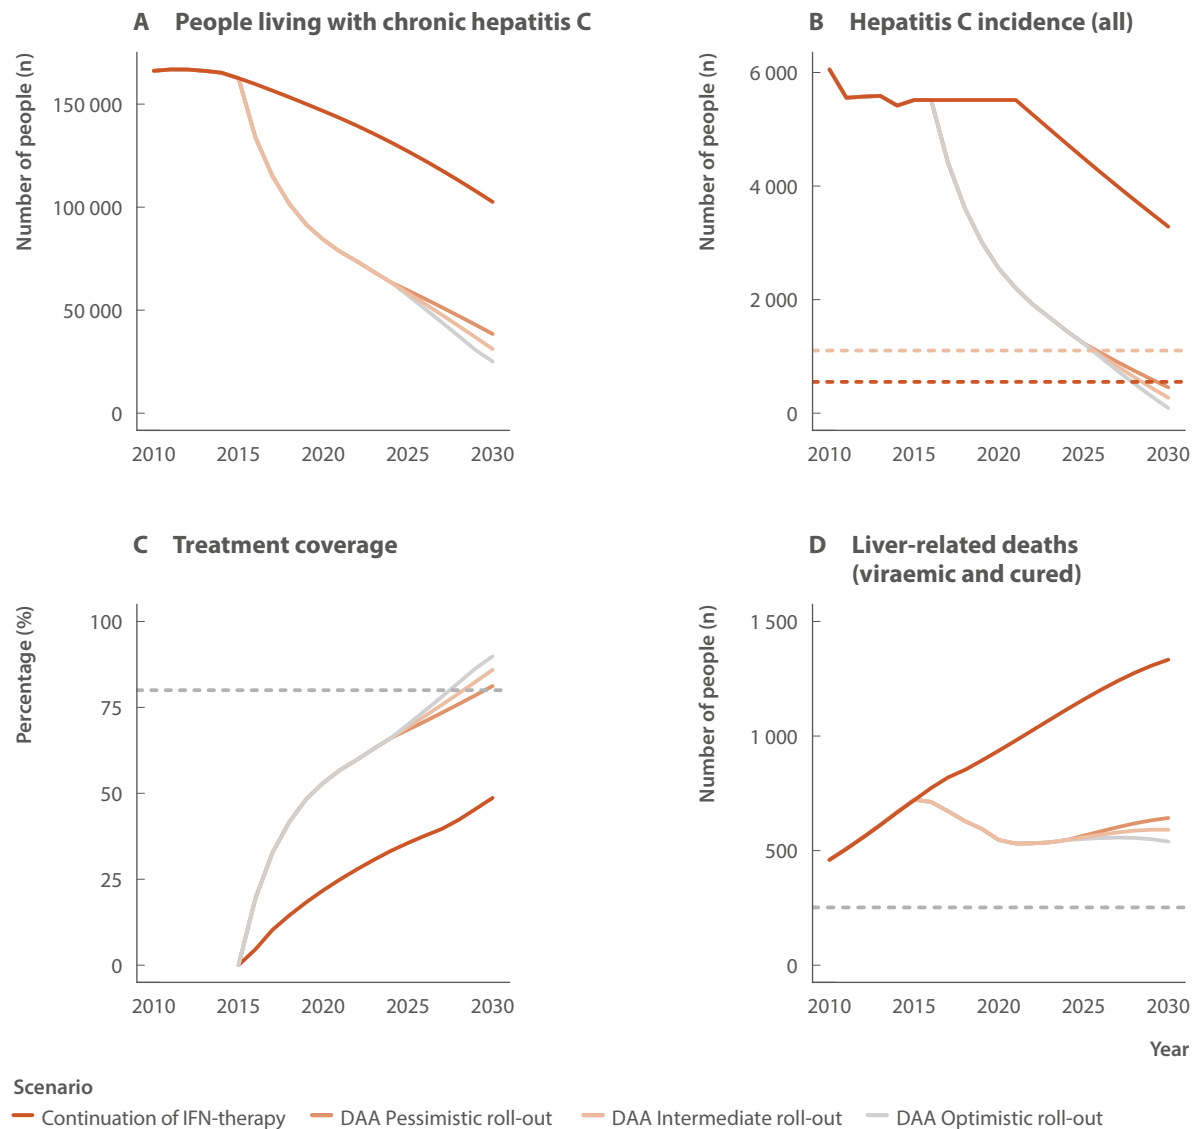 A People living with chronic hepatitis C
Number of people (n)
150 000
100 000
50 000
0
2010 2015 2020 2025 2030
B Hepatitis C incidence (all)
Number of people (n)
6 000
4 000
2 000
0
2010 2015 2020 2025 2030
C Treatment coverage
Percentage (%)
100
75
50
25
0
2010 2015 2020 2025 2030
D Liver-related deaths
(viraemic and cured)
Number of people (n)
1 500
1 000
500
0
2010 2015 2020 2025 2030
Year
Scenario
Continuation of IFN-therapy DAA Pessimistic roll-out DAA Intermediate roll-out DAA Optimistic roll-out